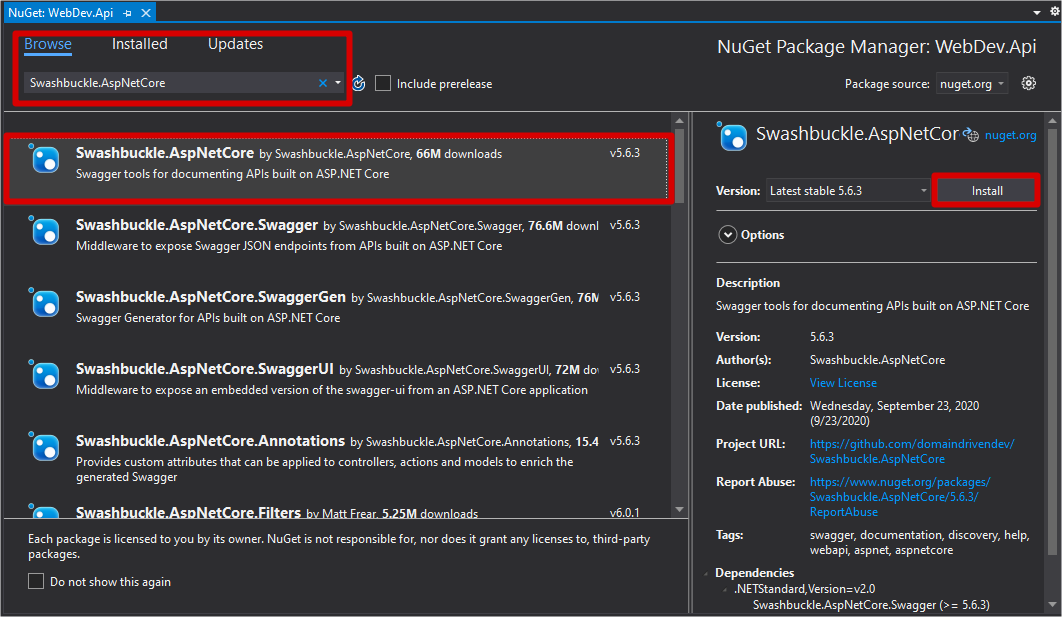 NuGet: WebDev.Api
Browse Installed Updates
NuGet Package Manager: WebDev.Api
Swashbuckle.AspNetCore
Include prerelease
Package source: nuget.org
Swashbuckle.AspNetCore by Swashbuckle.AspNetCore, 66M downloads v5.6.3
Swagger tools for documenting APIs built on ASP.NET Core
Swashbuckle.AspNetCore.Swagger by Swashbuckle.AspNetCore.Swagger, 76.6M downl v5.6.3
Middleware to expose Swagger JSON endpoints from APIs built on ASP.NET Core
Swashbuckle.AspNetCore.SwaggerGen by Swashbuckle.AspNetCore.SwaggerGen, 76M v5.6.3
Swagger Generator for APIs built on ASP.NET Core
Swashbuckle.AspNetCore.SwaggerUI by Swashbuckle.AspNetCore.SwaggerUI, 72M do v5.6.3
Middleware to expose an embedded version of the swagger-ui from an ASP.NET Core application
Swashbuckle.AspNetCore.Annotations by Swashbuckle.AspNetCore.Annotations, 15.4 v5.6.3
Provides custom attributes that can be applied to controllers, actions and models to enrich the
generated Swagger
Swashbuckle.AspNetCore.Filters by Matt Frear, 5.25M downloads v6.0.1
Each package is licensed to you by its owner. NuGet is not responsible for, nor does it grant any licenses to, third-party
packages.
Do not show this again
Swashbuckle.AspNetCor nuget.org
Version: Latest stable 5.6.3 Install
Options
Description
Swagger tools for documenting APIs built on ASP.NET Core
Version: 5.6.3
Author(s): Swashbuckle.AspNetCore
License: View License
Date published: Wednesday, September 23, 2020
(9/23/2020)
Project URL: https://github.com/domaindrivendev/
Swashbuckle.AspNetCore
Report Abuse: https://www.nuget.org/packages/
Swashbuckle.AspNetCore/5.6.3/
ReportAbuse
Tags: swagger, documentation, discovery, help,
webapi, aspnet, aspnetcore
Dependencies
.NETStandard,Version=v2.0
Swashbuckle.AspNetCore.Swagger (>= 5.6.3)